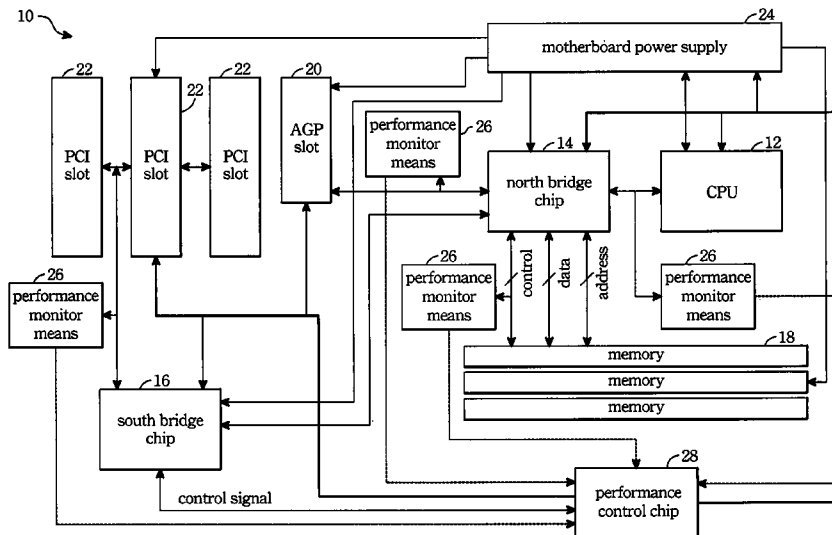 10
24
motherboard power supply
22
PCI
slot
22
PCI
slot
22
PCI
slot
20
AGP
slot
26
performance
monitor
means
14
north bridge
chip
12
CPU
26
performance
monitor
means
26
performance
monitor
means
control
data
address
26
performance
monitor
means
18
memory
memory
memory
16
south bridge
chip
control signal
28
performance
control chip